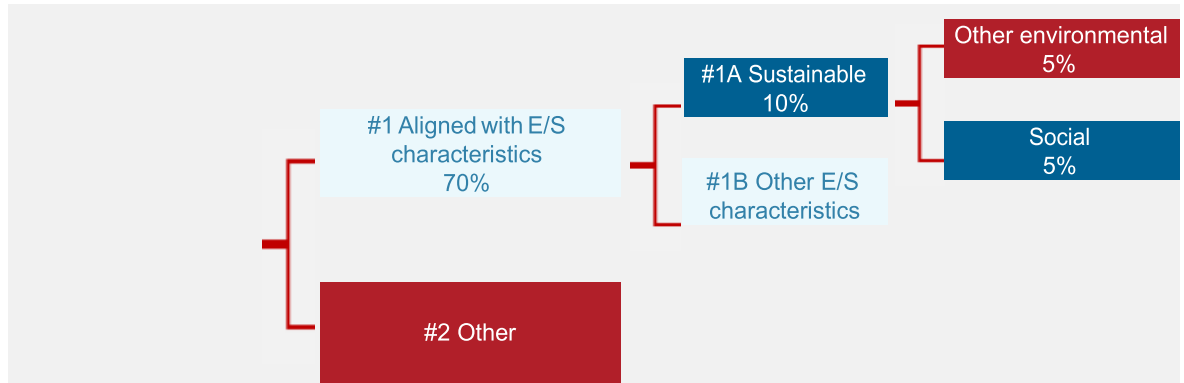 Other environmental
5%
#1A Sustainable
10%
#1 Aligned with E/S
characteristics
70%
Social
5%
#1B Other E/S
characteristics
#2 Other